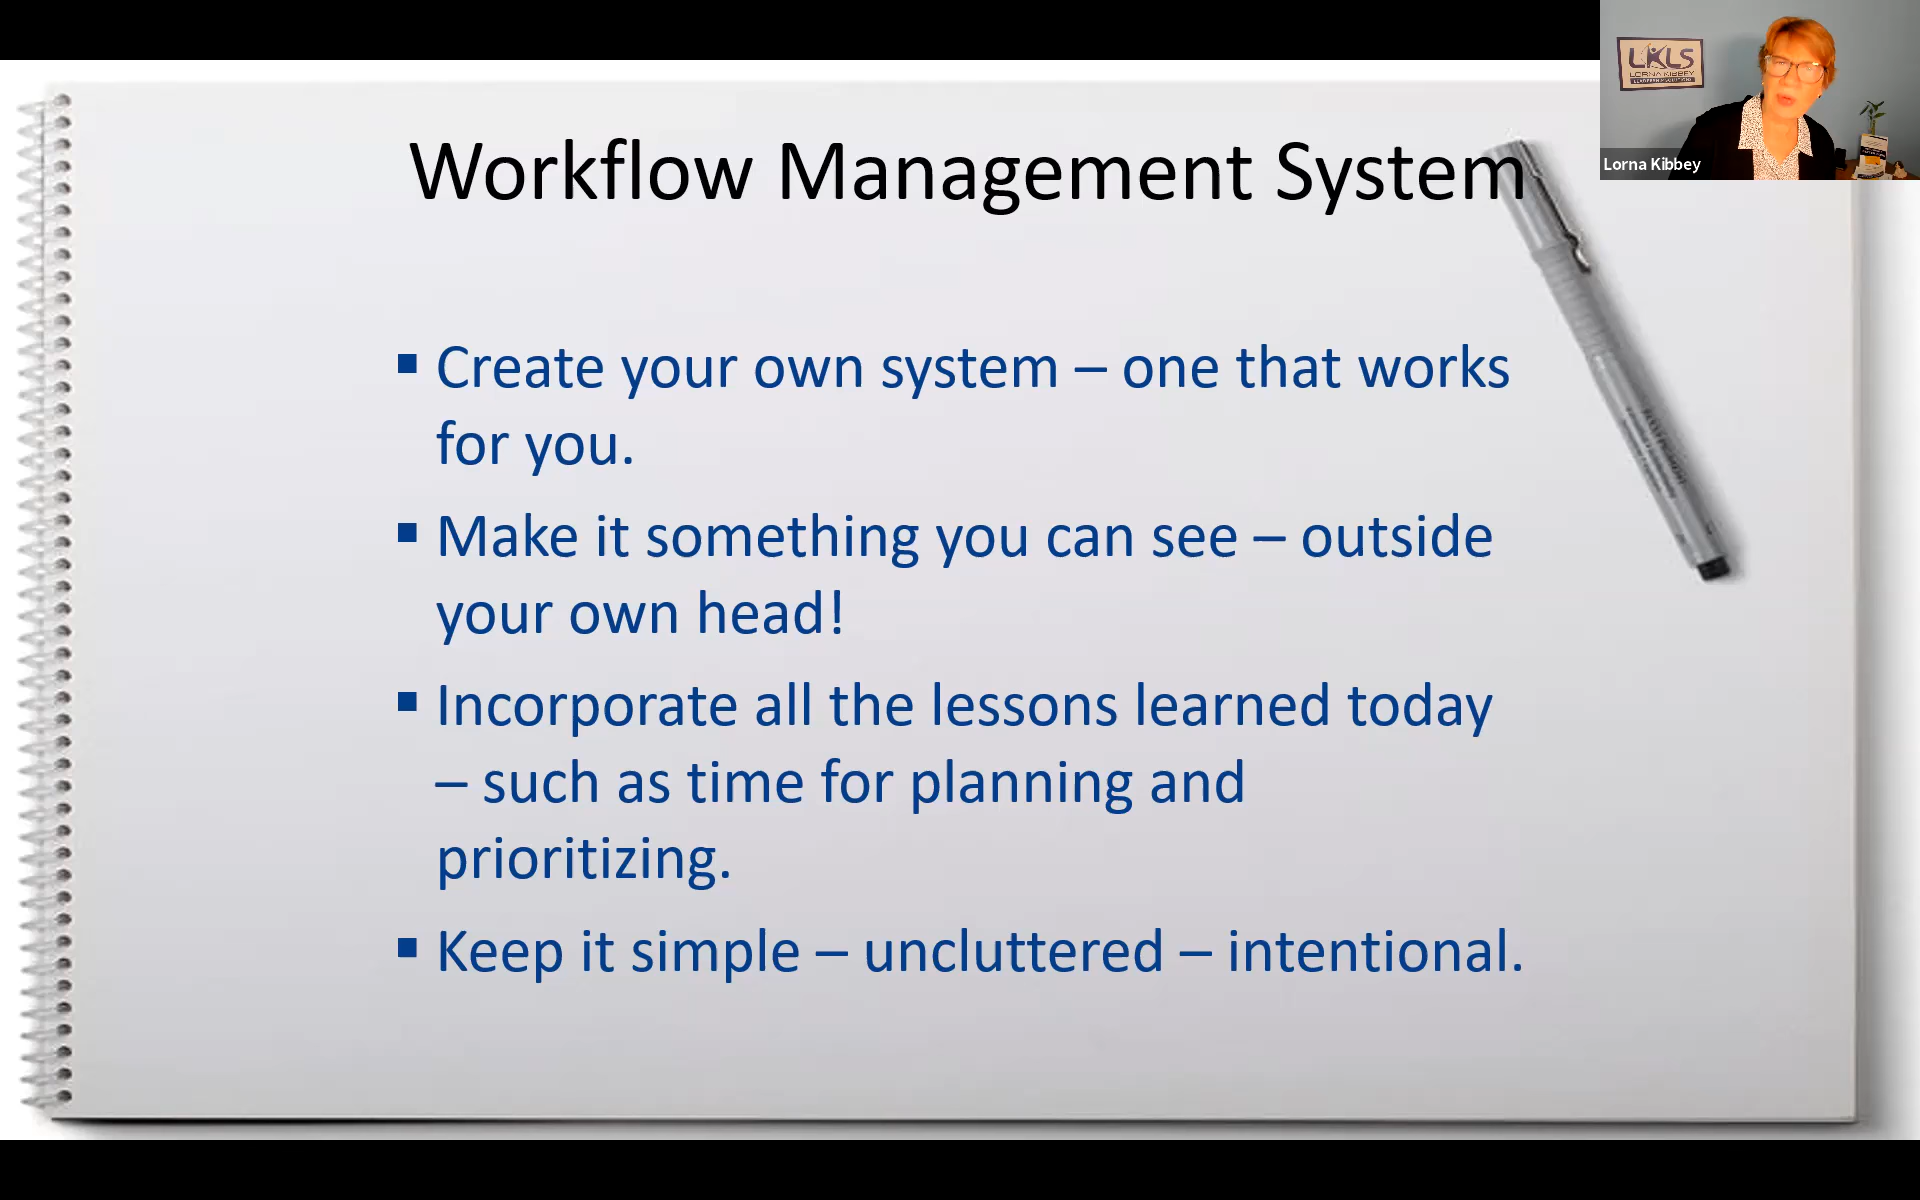 Workflow Management System
▪ Create your own system – one that works
for you.
▪ Make it something you can see – outside
your own head!
▪ Incorporate all the lessons learned today
– such as time for planning and
prioritizing.
▪ Keep it simple – uncluttered – intentional.
LKLS
LORNA KIBBEY
Lorna Kibbey